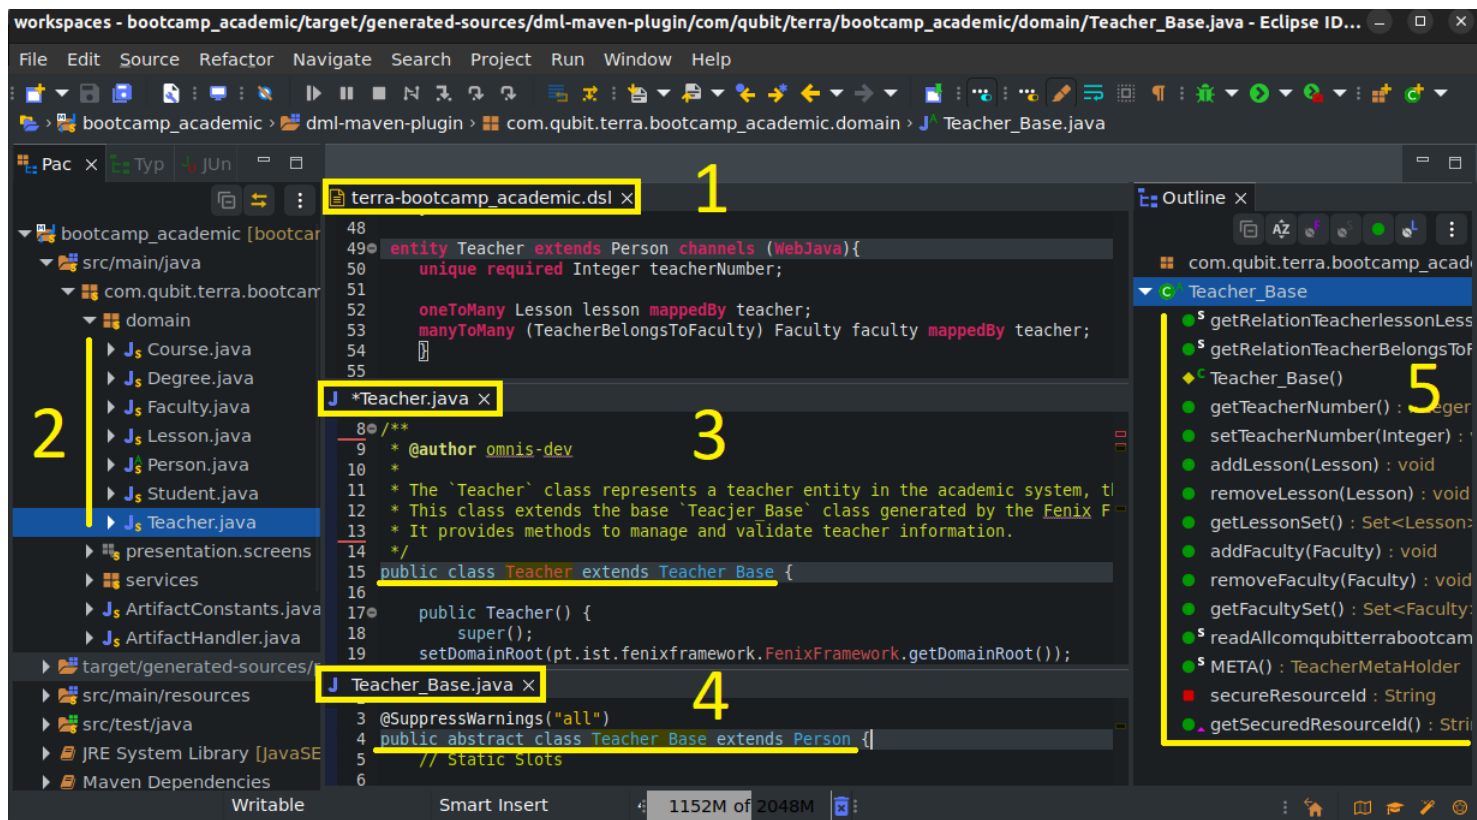 workspaces - bootcamp_academic/target/generated-sources/dml-maven-plugin/com/qubit/terra/bootcamp_academic/domain/Teacher_Base.java - Eclipse ID...
File Edit Source Refactor Navigate Search Project Run Window Help
bootcamp_academic › dml-maven-plugin › com.qubit.terra.bootcamp_academic.domain › Teacher_Base.java
Pac Typ JUn
bootcamp_academic [bootcar
src/main/java
com.qubit.terra.bootcam
domain
Course.java
Degree.java
Faculty.java
Lesson.java
Person.java
Student.java
Teacher.java
presentation.screens
services
ArtifactConstants.java
ArtifactHandler.java
target/generated-sources/
src/main/resources
src/test/java
JRE System Library [JavaSE
Maven Dependencies
2
terra-bootcamp_academic.dsl
1
48
49 entity Teacher extends Person channels (WebJava){
50 unique required Integer teacherNumber;
51
52 oneToMany Lesson lesson mappedBy teacher;
53 manyToMany (TeacherBelongsToFaculty) Faculty faculty mappedBy teacher;
54 }
55
*Teacher.java
3
8 /**
9 * @author omnis-dev
10 *
11 * The `Teacher` class represents a teacher entity in the academic system, t
12 * This class extends the base `Teacjer_Base` class generated by the Fenix F
13 * It provides methods to manage and validate teacher information.
14 */
15 public class Teacher extends Teacher_Base {
16
17 public Teacher() {
18 super();
19 setDomainRoot(pt.ist.fenixframework.FenixFramework.getDomainRoot());
Teacher_Base.java
4
3 @SuppressWarnings("all")
4 public abstract class Teacher_Base extends Person {
5 // Static Slots
6
Outline
com.qubit.terra.bootcamp_acad
Teacher_Base
getRelationTeacherlessonLess
getRelationTeacherBelongsToF
Teacher_Base()
getTeacherNumber() : eger
setTeacherNumber(Integer) :
addLesson(Lesson) : void
removeLesson(Lesson) : void
getLessonSet() : Set<Lesson>
addFaculty(Faculty) : void
removeFaculty(Faculty) : void
getFacultySet() : Set<Faculty
readAllcomqubitterrabootcam
META() : TeacherMetaHolder
secureResourceId : String
getSecuredResourceId() : Stri
5
Writable Smart Insert 1152M of 2048M